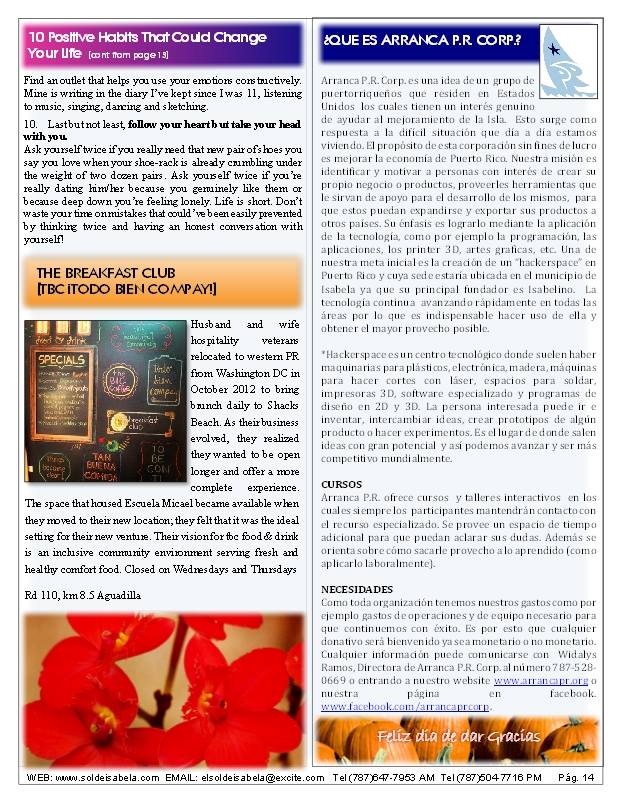 10 Positive Habits That Could Change
Your Life [cont from page 13]
Find an outlet that helps you use your emotions constructively.
Mine is writing in the diary I've kept since I was 11, listening
to music, singing, dancing and sketching.
10. Last but not least, follow your heart but take your head
with you.
Ask yourself twice if you really need that new pair of shoes you
say you love when your shoe-rack is already crumbling under
the weight of two dozen pairs. Ask yourself twice if you're
really dating him/her because you genuinely like them or
because deep down you're feeling lonely. Life is short. Don't
waste your time on mistakes that could've been easily prevented
by thinking twice and having an honest conversation with
yourself!
THE BREAKFAST CLUB
[TBC ¡TODO BIEN COMPAY!]
food & drink
SPECIALS
the BIG COFFEE
todo bien compay
breakfast club
Things become clear!
TAN BUENA COMIDA
TO BE CON T
Husband and wife
hospitality veterans
relocated to western PR
from Washington DC in
October 2012 to bring
brunch daily to Shacks
Beach. As their business
evolved, they realized
they wanted to be open
longer and offer a more
complete experience.
The space that housed Escuela Micael became available when
they moved to their new location; they felt that it was the ideal
setting for their new venture. Their vision for tbc food & drink
is an inclusive community environment serving fresh and
healthy comfort food. Closed on Wednesdays and Thursdays
Rd 110, km 8.5 Aguadilla
¿QUE ES ARRANCA P.R. CORP.?
Arranca P.R. Corp. es una idea de un grupo de
puertorriqueños que residen en Estados
Unidos los cuales tienen un interés genuino
de ayudar al mejoramiento de la Isla. Esto surge como
respuesta a la difícil situación que día a día estamos
viviendo. El propósito de esta corporación sin fines de lucro
es mejorar la economía de Puerto Rico. Nuestra misión es
identificar y motivar a personas con interés de crear su
propio negocio o productos, proveerles herramientas que
le sirvan de apoyo para el desarrollo de los mismos, para
que estos puedan expandirse y exportar sus productos a
otros países. Su énfasis es lograrlo mediante la aplicación
de la tecnología, como por ejemplo la programación, las
aplicaciones, los printer 3D, artes graficas, etc. Una de
nuestra meta inicial es la creación de un "hackerspace" en
Puerto Rico y cuya sede estaría ubicada en el municipio de
Isabela ya que su principal fundador es Isabelino. La
tecnología continua avanzando rápidamente en todas las
áreas por lo que es indispensable hacer uso de ella y
obtener el mayor provecho posible.
*Hackerspace es un centro tecnológico donde suelen haber
maquinarias para plásticos, electrónica, madera, máquinas
para hacer cortes con láser, espacios para soldar,
impresoras 3D, software especializado y programas de
diseño en 2D y 3D. La persona interesada puede ir e
inventar, intercambiar ideas, crear prototipos de algún
producto o hacer experimentos. Es el lugar de donde salen
ideas con gran potencial y así podemos avanzar y ser más
competitivo mundialmente.
CURSOS
Arranca P.R. ofrece cursos y talleres interactivos en los
cuales siempre los participantes mantendrán contacto con
el recurso especializado. Se provee un espacio de tiempo
adicional para que puedan aclarar sus dudas. Además se
orienta sobre cómo sacarle provecho a lo aprendido (como
aplicarlo laboralmente).
NECESIDADES
Como toda organización tenemos nuestros gastos como por
ejemplo gastos de operaciones y de equipo necesario para
que continuemos con éxito. Es por esto que cualquier
donativo será bienvenido ya sea monetario o no monetario.
Cualquier información puede comunicarse con Widalys
Ramos, Directora de Arranca P.R. Corp. al número 787-528-
0669 o entrando a nuestro website www.arrancapr.org o
nuestra página en facebook.
www.facebook.com/arrancaprcorp.
Feliz día de dar Gracias
WEB: www.soldeisabela.com EMAIL: elsoldeisabela@excite.com Tel (787)647-7953 AM Tel (787)504-7716 PM Pág. 14